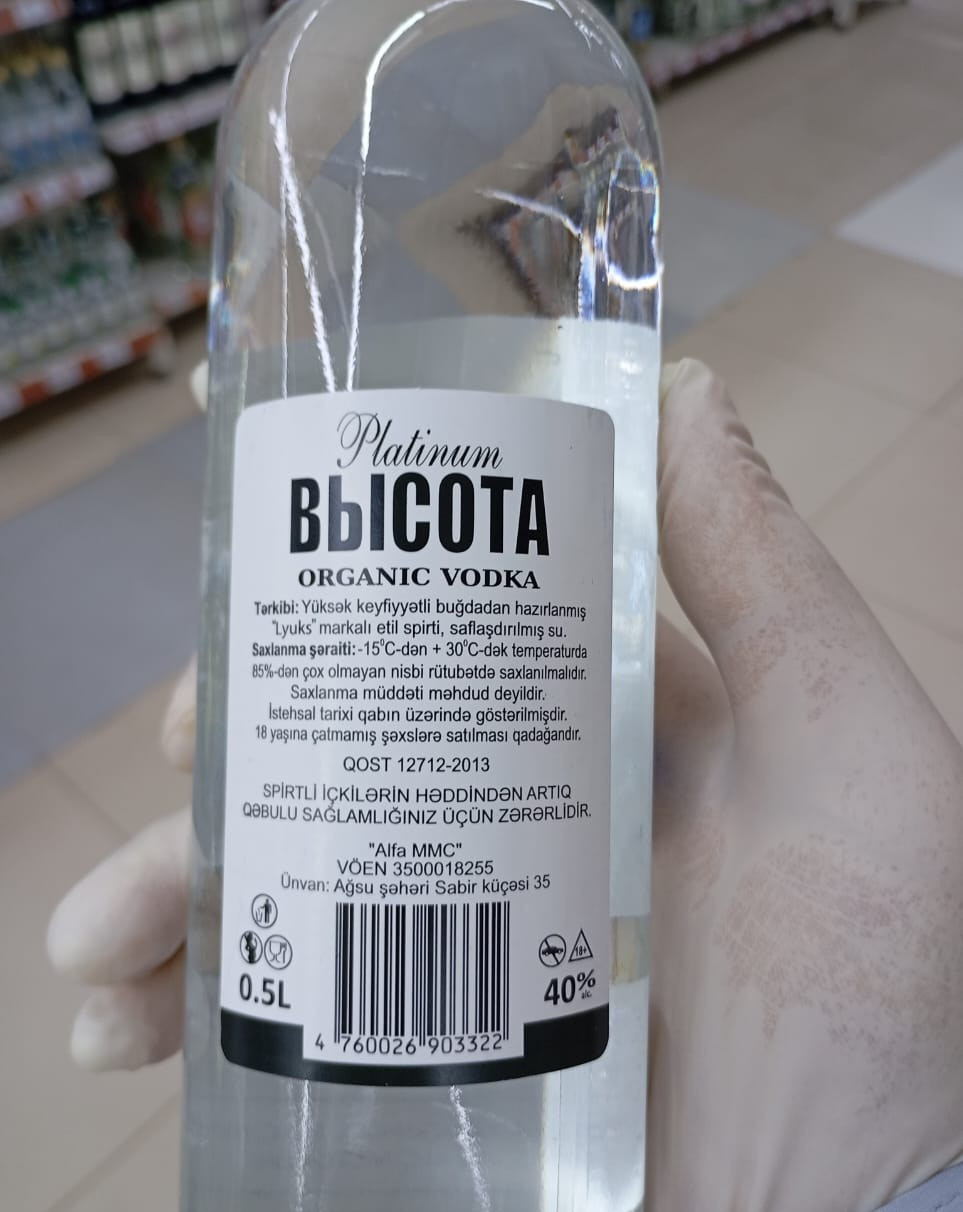 Platinum
ВЫСОТА
ORGANIC VODKA
Tərkibi: Yüksək keyfiyyətli buğdadan hazırlanmış
"Lyuks" markalı etil spirti, saflaşdırılmış su.
Saxlanma şəraiti: -15⁰C-dən + 30⁰C-dək temperaturda
85%-dən çox olmayan nisbi rütubətdə saxlanılmalıdır.
Saxlanma müddəti məhdud deyildir.
İstehsal tarixi qabın üzərində göstərilmişdir.
18 yaşına çatmamış şəxslərə satılması qadağandır.
QOST 12712-2013
SPİRTLİ İÇKİLƏRİN HƏDDİNDƏN ARTIQ
QƏBULU SAĞLAMLIĞINIZ ÜÇÜN ZƏRƏRLİDİR.
"Alfa MMC"
VÖEN 3500018255
Ünvan: Ağsu şəhəri Sabir küçəsi 35
18+
0.5L
40% alc.
4 760026 903322